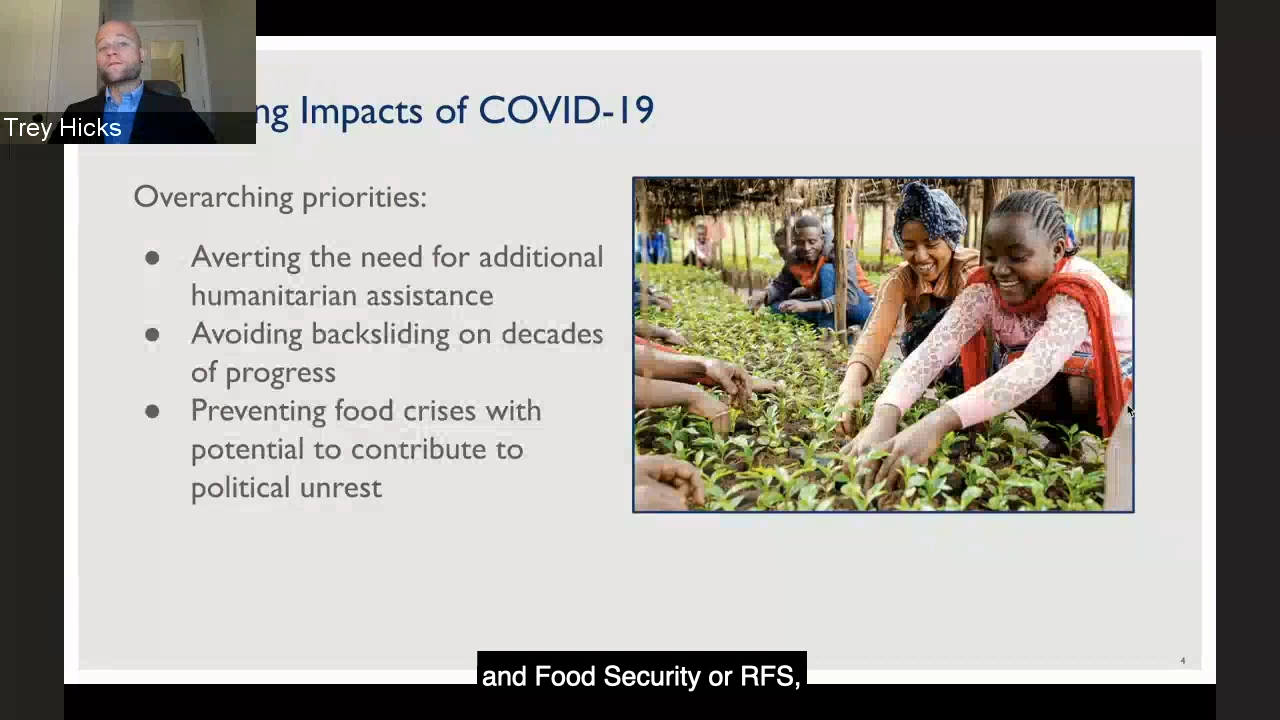 Trey Hicks
ng Impacts of COVID-19
Overarching priorities:
● Averting the need for additional
humanitarian assistance
● Avoiding backsliding on decades
of progress
● Preventing food crises with
potential to contribute to
political unrest
4
and Food Security or RFS,